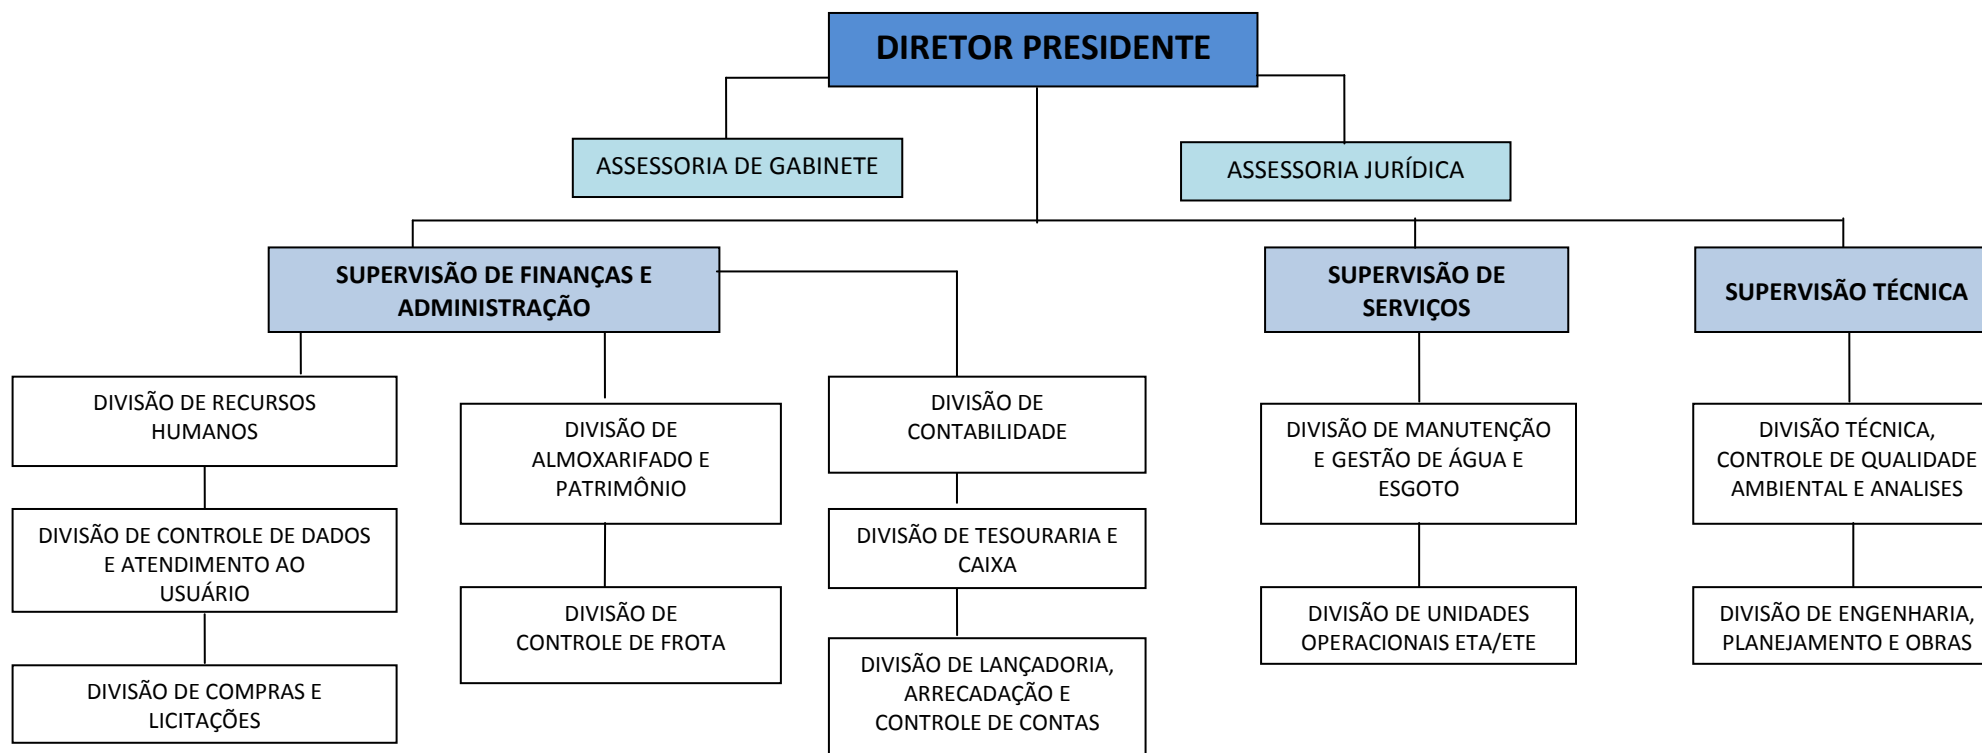 DIRETOR PRESIDENTE
ASSESSORIA DE GABINETE
ASSESSORIA JURÍDICA
SUPERVISÃO DE FINANÇAS E
ADMINISTRAÇÃO
SUPERVISÃO DE
SERVIÇOS
SUPERVISÃO TÉCNICA
DIVISÃO DE RECURSOS
HUMANOS
DIVISÃO DE
ALMOXARIFADO E
PATRIMÔNIO
DIVISÃO DE
CONTABILIDADE
DIVISÃO DE MANUTENÇÃO
E GESTÃO DE ÁGUA E
ESGOTO
DIVISÃO TÉCNICA,
CONTROLE DE QUALIDADE
AMBIENTAL E ANALISES
DIVISÃO DE CONTROLE DE DADOS
E ATENDIMENTO AO
USUÁRIO
DIVISÃO DE TESOURARIA E
CAIXA
DIVISÃO DE
CONTROLE DE FROTA
DIVISÃO DE UNIDADES
OPERACIONAIS ETA/ETE
DIVISÃO DE ENGENHARIA,
PLANEJAMENTO E OBRAS
DIVISÃO DE COMPRAS E
LICITAÇÕES
DIVISÃO DE LANÇADORIA,
ARRECADAÇÃO E
CONTROLE DE CONTAS